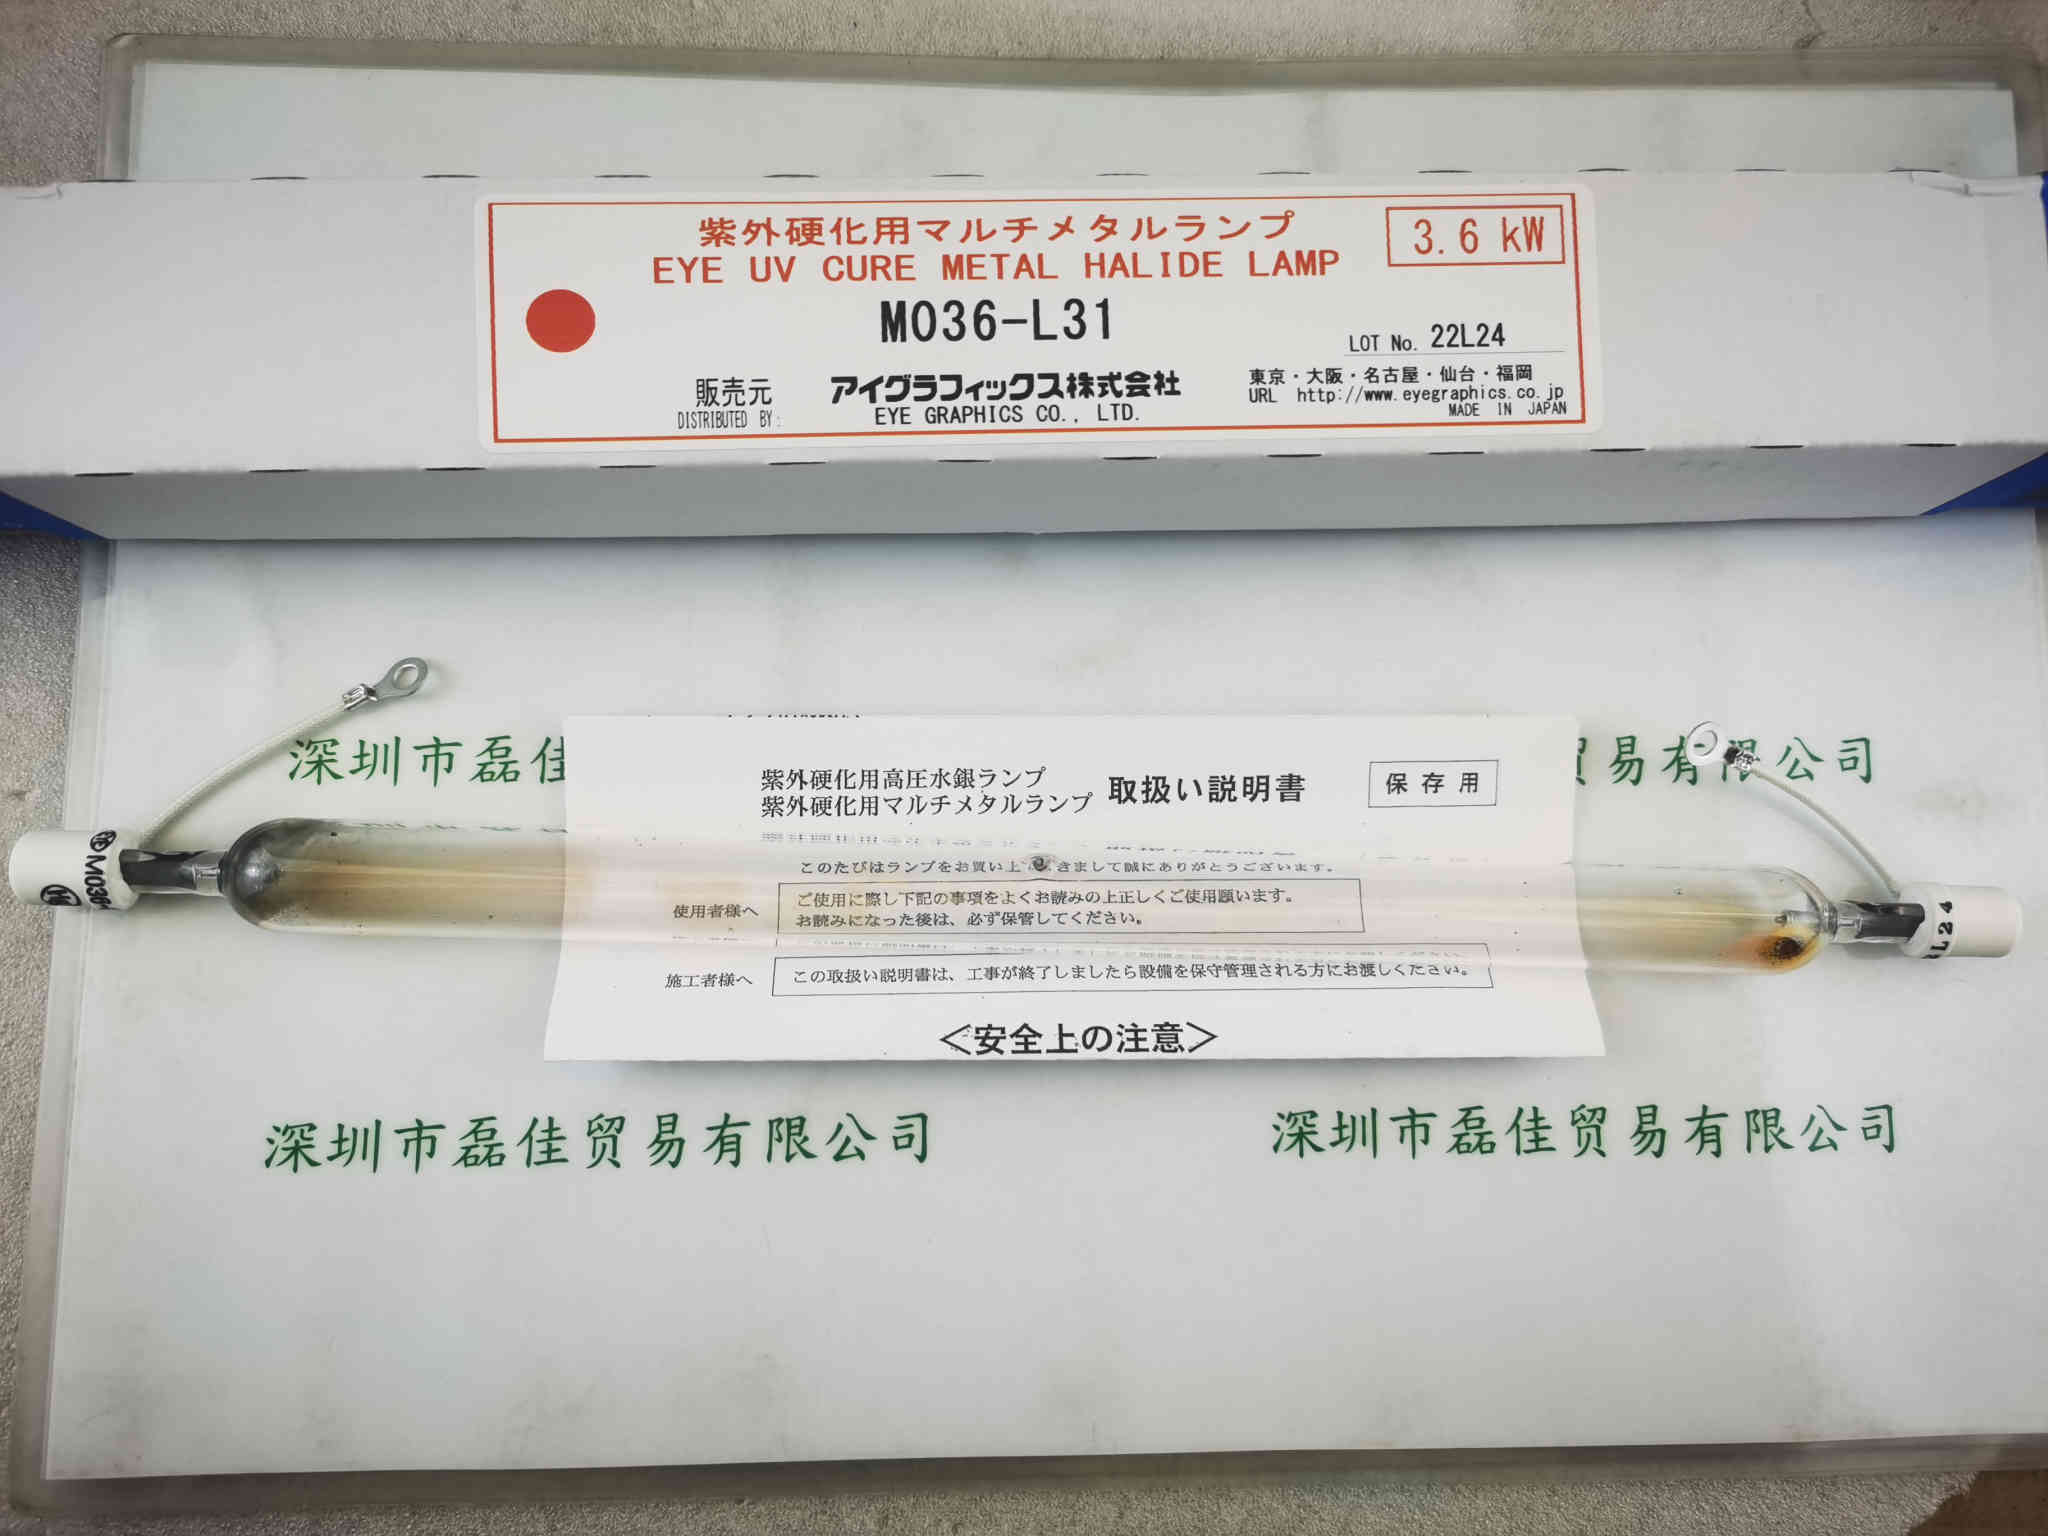 紫外硬化用マルチメタルランプ
3.6 kW
EYE UV CURE METAL HALIDE LAMP
M036-L31
LOT No. 22L24
販売元 アイグラフィックス株式会社
DISTRIBUTED BY: EYE GRAPHICS CO., LTD.
東京・大阪・名古屋・仙台・福岡
URL http://www.eyegraphics.co.jp
MADE IN JAPAN
深圳市磊佳
贸易有限公司
紫外硬化用高圧水銀ランプ
紫外硬化用マルチメタルランプ
取扱い説明書
保存用
このたびはランプをお買い上 きまして誠にありがとうございます。
使用者様へ
ご使用に際し下記の事項をよくお読みの上正しくご使用願います。
お読みになった後は、必ず保管してください。
施工者様へ
この取扱い説明書は、工事が終了しましたら設備を保守管理される方にお渡しください。
＜安全上の注意＞
M036-
L24
深圳市磊佳贸易有限公司
深圳市磊佳贸易有限公司